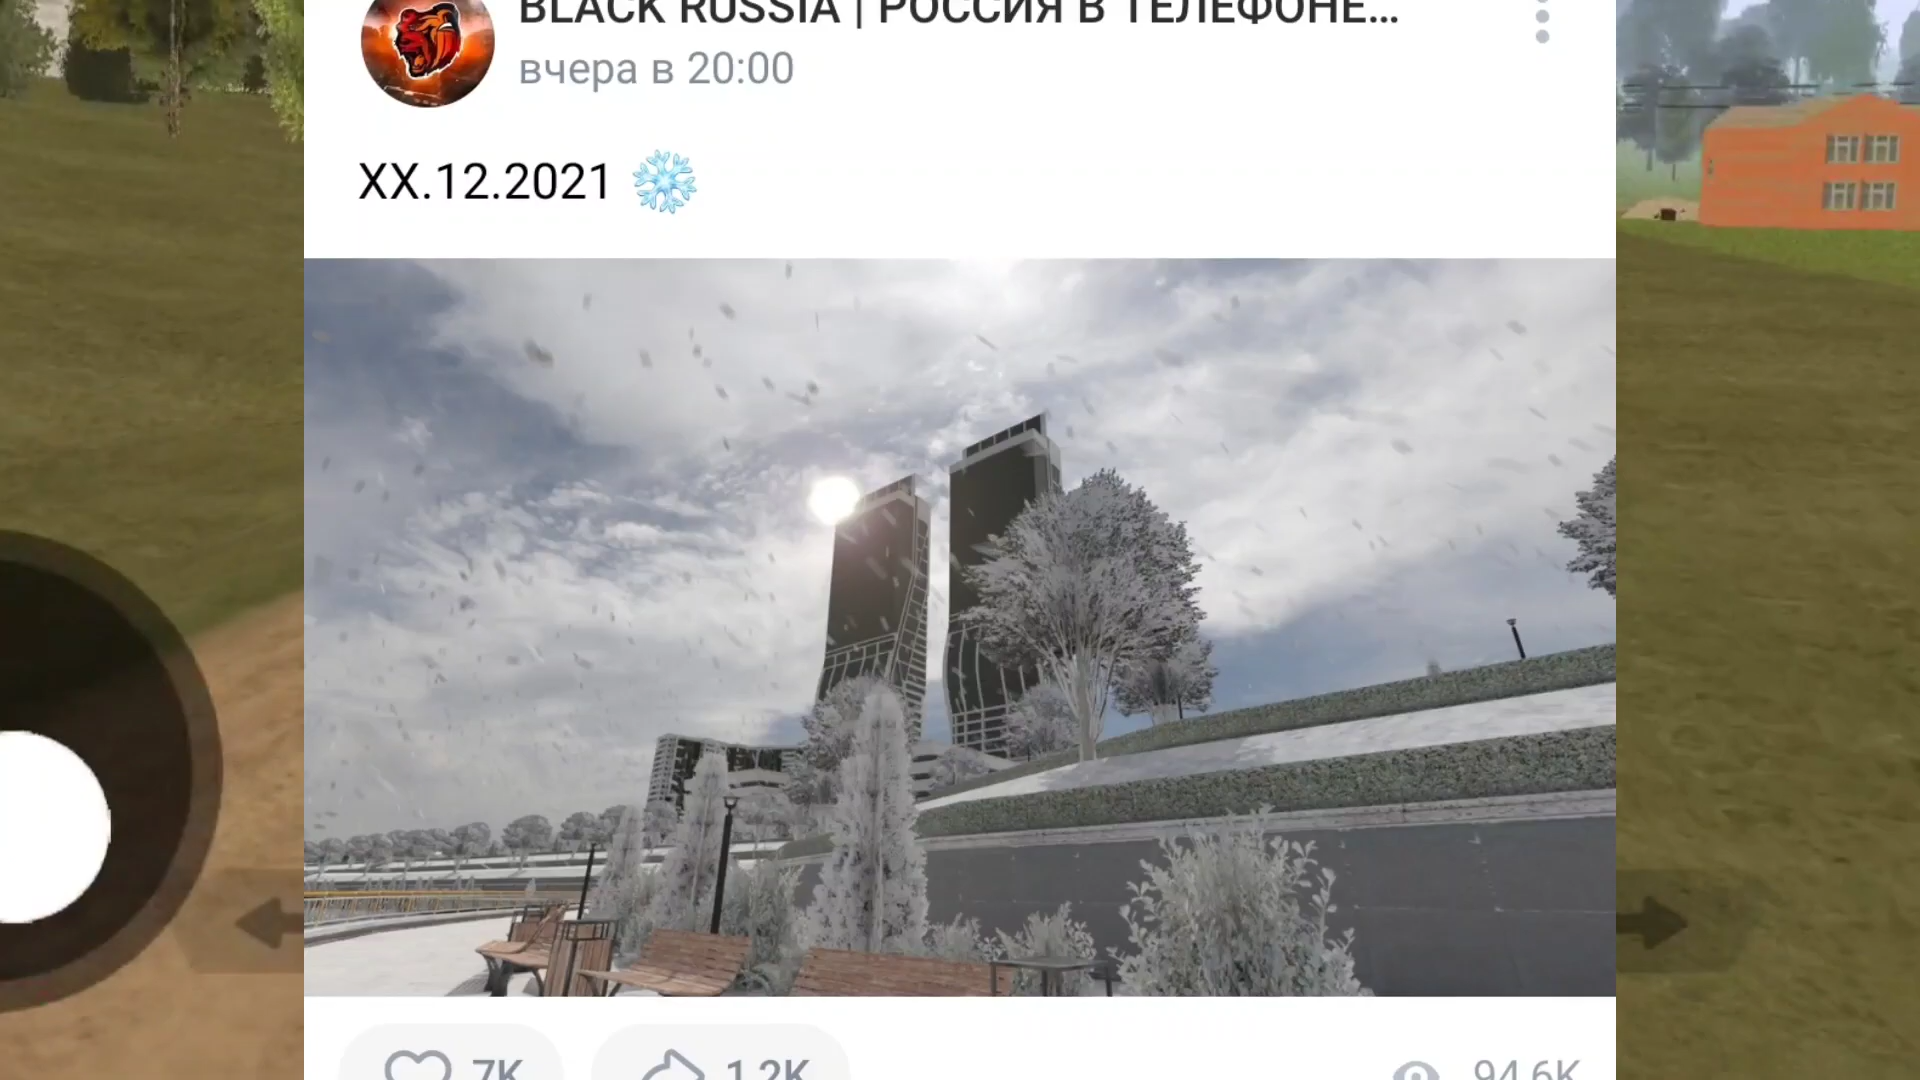 BLACK RUSSIA | РОССИЯ В ТЕЛЕФОНЕ...
вчера в 20:00
XX.12.2021
7K
1,2K
94,6K